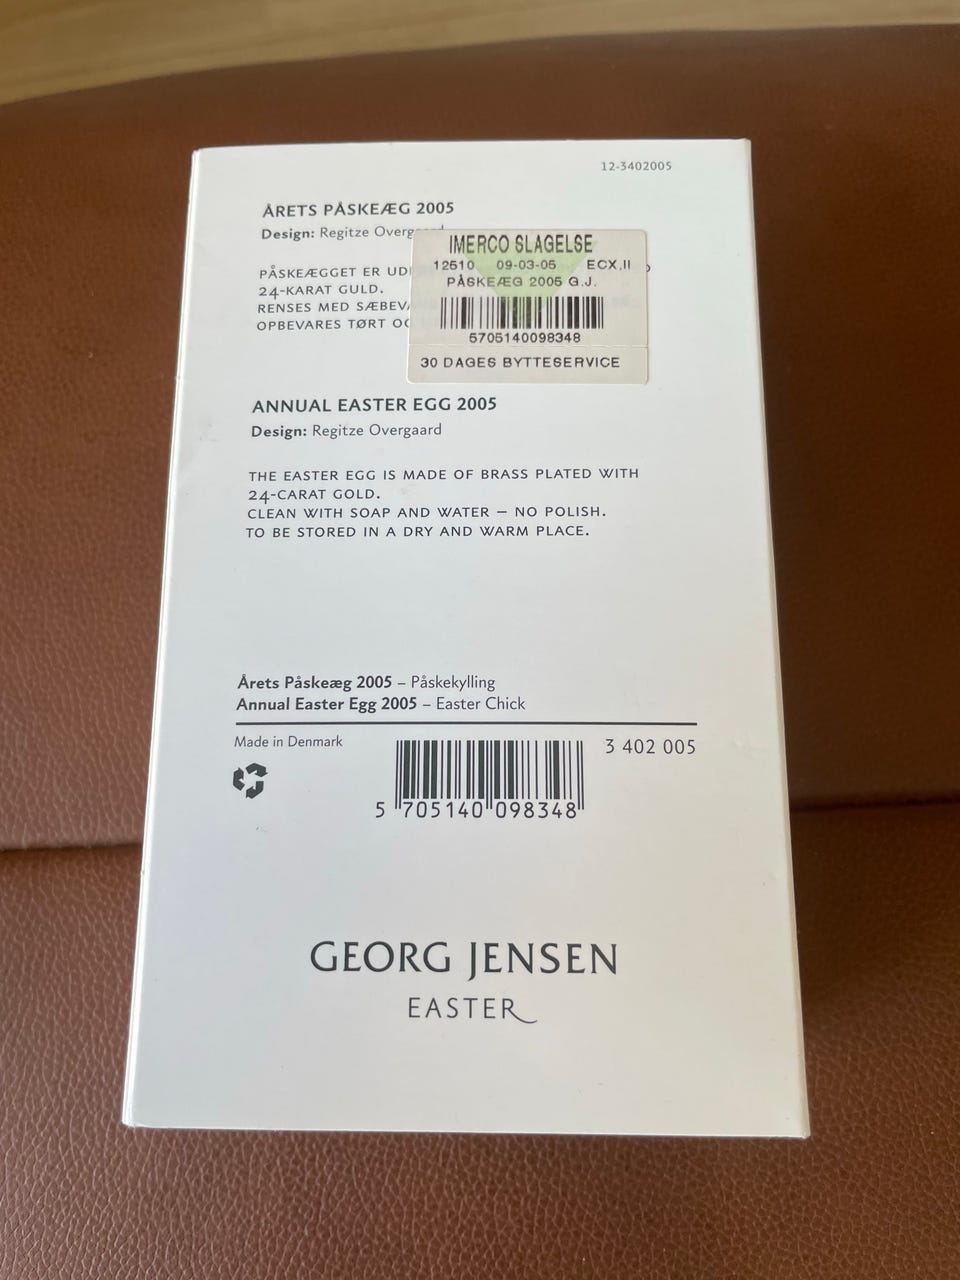 12-3402005
ÅRETS PÅSKEÆG 2005
Design: Regitze
PÅSKEÆGGET ER
24-KARAT GULD.
RENSES MED
OPBEVARES TØRT
IMERCO SLAGELSE
12510 09-03-05 ECX,II
PÅSKEÆG 2005 G.J.
5705140098348
30 DAGES BYTTESERVICE
ANNUAL EASTER EGG 2005
Design: Regitze Overgaard
THE EASTER EGG IS MADE OF BRASS PLATED WITH
24-CARAT GOLD.
CLEAN WITH SOAP AND WATER – NO POLISH.
TO BE STORED IN A DRY AND WARM PLACE.
Årets Påskeæg 2005 – Påskekylling
Annual Easter Egg 2005 – Easter Chick
Made in Denmark
3 402 005
5 705140 098348
GEORG JENSEN
EASTER